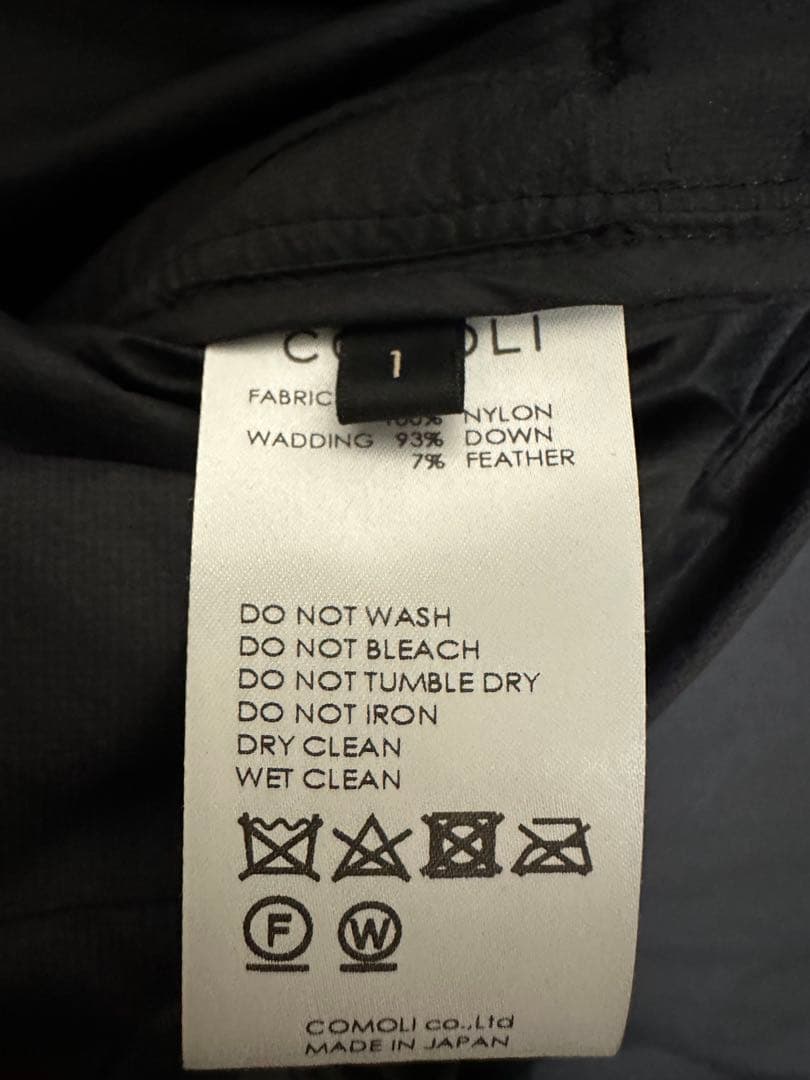 1
FABRIC
100% NYLON
WADDING 93% DOWN
7% FEATHER
DO NOT WASH
DO NOT BLEACH
DO NOT TUMBLE DRY
DO NOT IRON
DRY CLEAN
WET CLEAN
F W
COMOLI co.,Ltd
MADE IN JAPAN